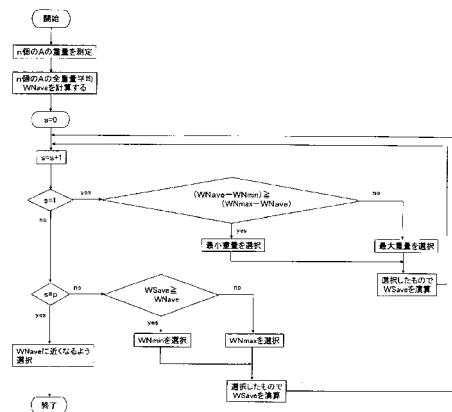 開始
n個のAの重量を測定
n個のAの全重量平均
WNaveを計算する
s=0
s=s+1
s=1
yes
no
(WNave－WNmin)≧
(WNmax－WNave)
no
yes
最小重量を選択
最大重量を選択
選択したもので
WSaveを演算
s=p
no
yes
WSave≧
WNave
no
yes
WNminを選択
WNmaxを選択
WNaveに近くなるよう
選択
選択したもので
WSaveを演算
終了